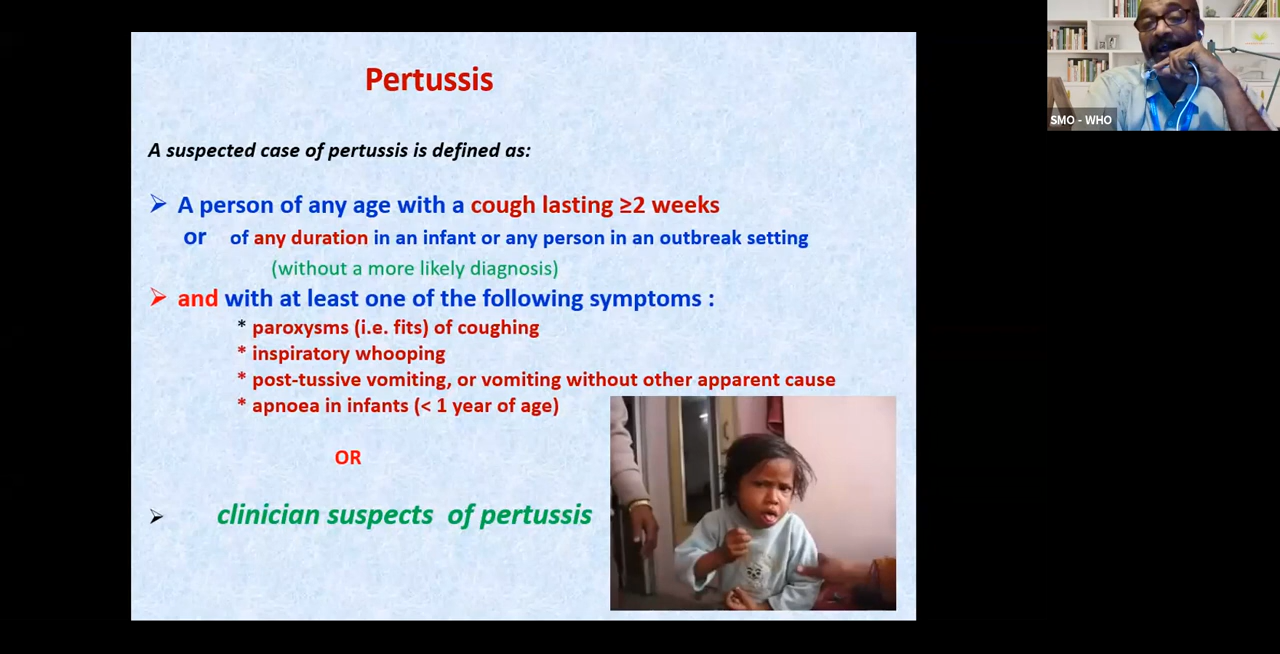 Pertussis
A suspected case of pertussis is defined as:
➢ A person of any age with a cough lasting ≥2 weeks
or of any duration in an infant or any person in an outbreak setting
(without a more likely diagnosis)
➢ and with at least one of the following symptoms :
* paroxysms (i.e. fits) of coughing
* inspiratory whooping
* post-tussive vomiting, or vomiting without other apparent cause
* apnoea in infants (< 1 year of age)
OR
➢ clinician suspects of pertussis
SMO - WHO